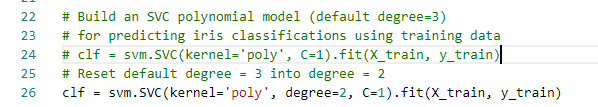 22 # Build an SVC polynomial model (default degree=3)
23 # for predicting iris classifications using training data
24 # clf = svm.SVC(kernel='poly', C=1).fit(X_train, y_train)
25 # Reset default degree = 3 into degree = 2
26 clf = svm.SVC(kernel='poly', degree=2, C=1).fit(X_train, y_train)